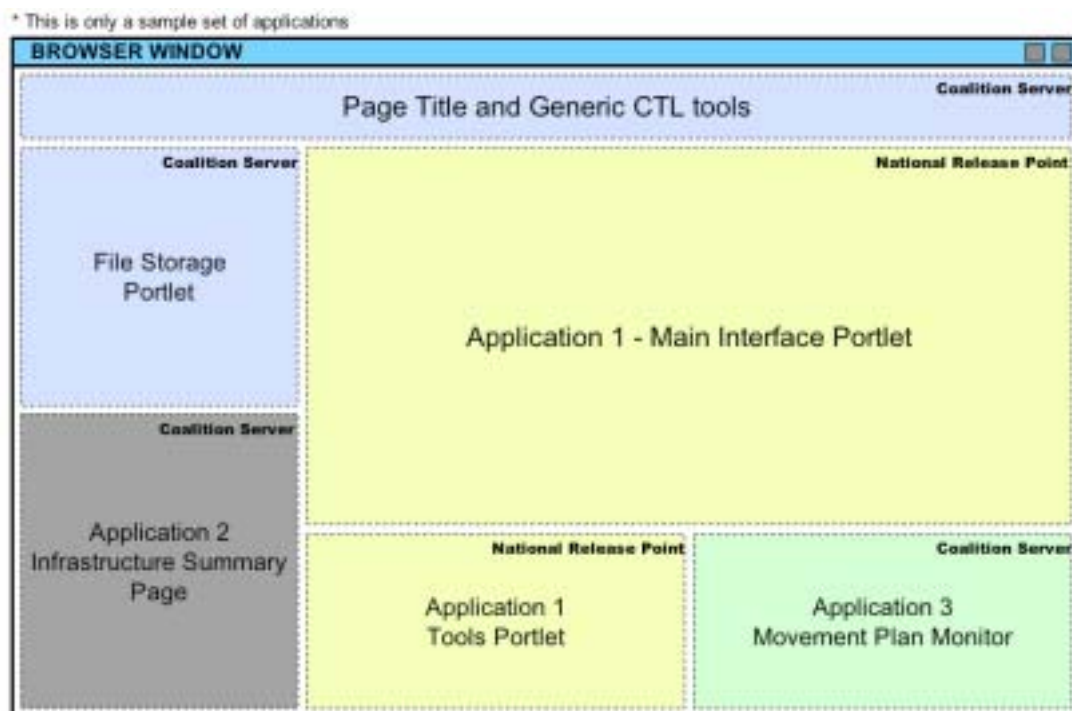 * This is only a sample set of applications
BROWSER WINDOW
Coalition Server
Page Title and Generic CTL tools
Coalition Server
File Storage
Portlet
National Release Point
Application 1 - Main Interface Portlet
Coalition Server
Application 2
Infrastructure Summary
Page
National Release Point
Application 1
Tools Portlet
Coalition Server
Application 3
Movement Plan Monitor